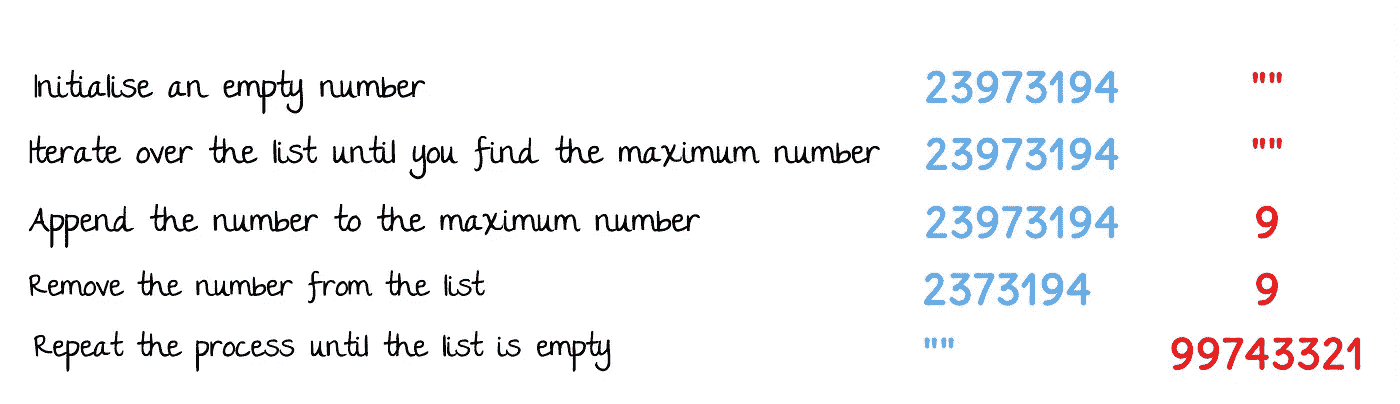 Initialise an empty number 23973194 ""
Iterate over the list until you find the maximum number 23973194 ""
Append the number to the maximum number 23973194 9
Remove the number from the list 2373194 9
Repeat the process until the list is empty "" 99743321